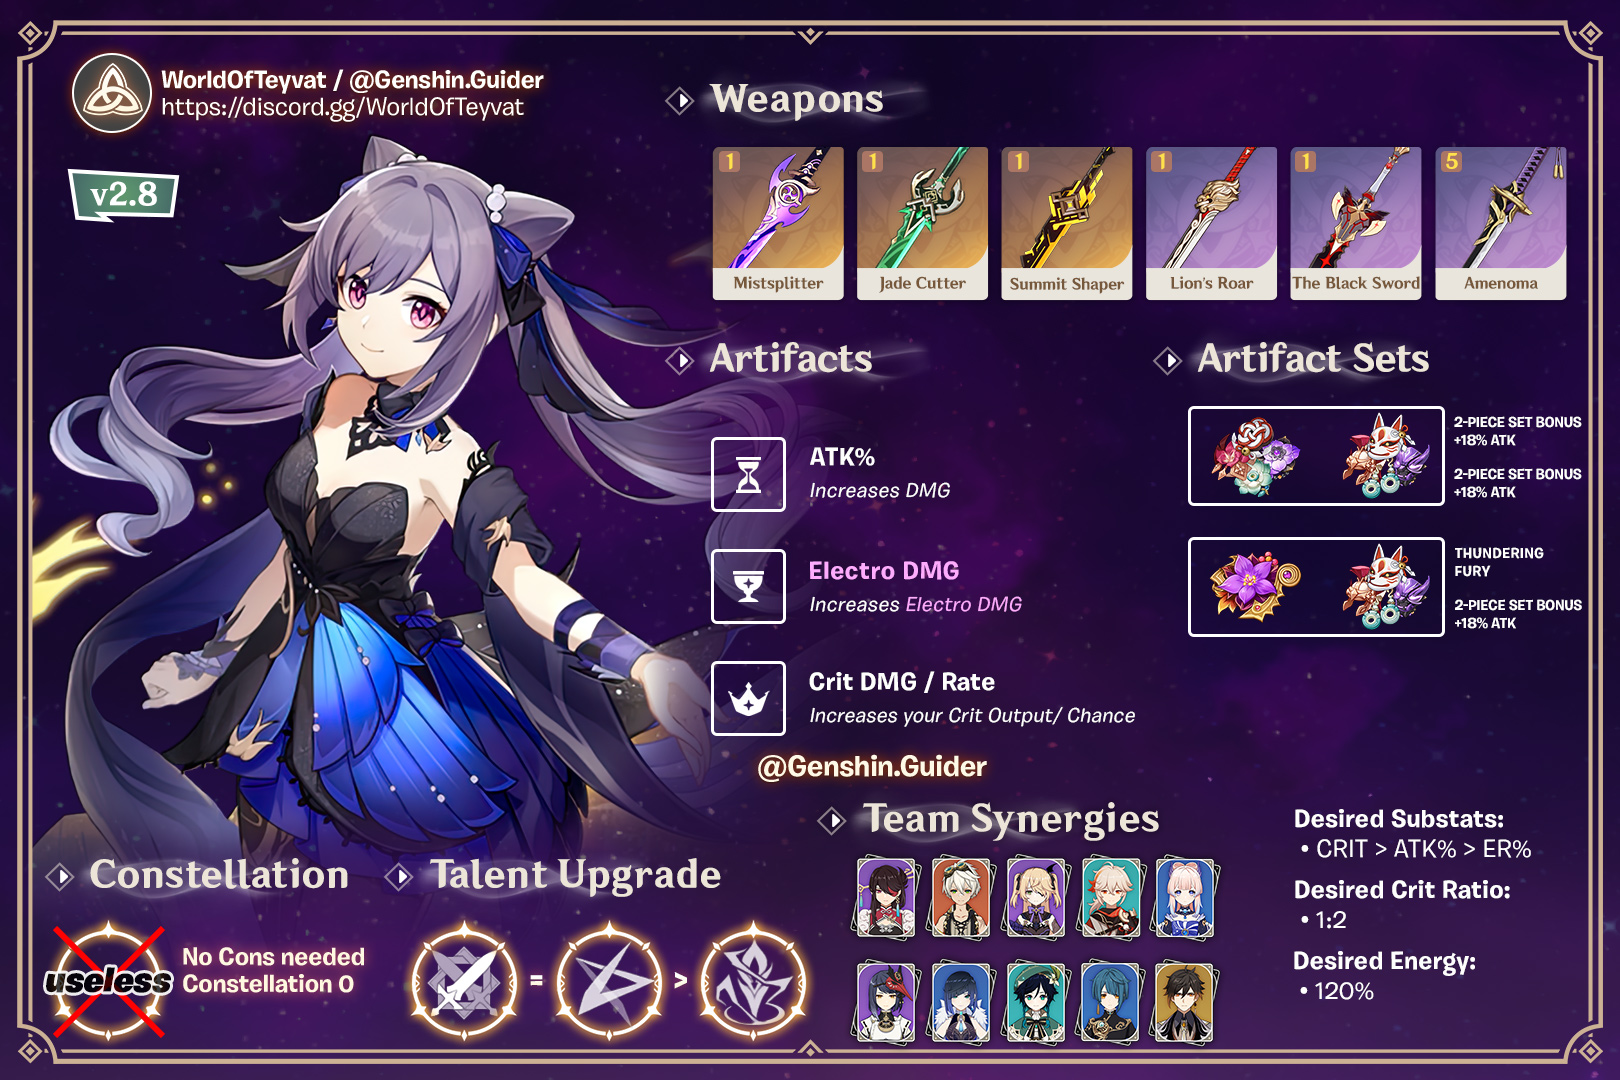 WorldOfTeyvat / @Genshin.Guider
https://discord.gg/WorldOfTeyvat
v2.8
Weapons
1
1
1
1
1
5
Mistsplitter
Jade Cutter
Summit Shaper
Lion's Roar
The Black Sword
Amenoma
Artifacts
ATK%
Increases DMG
Electro DMG
Increases Electro DMG
Crit DMG / Rate
Increases your Crit Output/ Chance
@Genshin.Guider
Artifact Sets
2-PIECE SET BONUS
+18% ATK
2-PIECE SET BONUS
+18% ATK
THUNDERING
FURY
2-PIECE SET BONUS
+18% ATK
Constellation
useless
No Cons needed
Constellation 0
Talent Upgrade
= >
Team Synergies
Desired Substats:
• CRIT > ATK% > ER%
Desired Crit Ratio:
• 1:2
Desired Energy:
• 120%